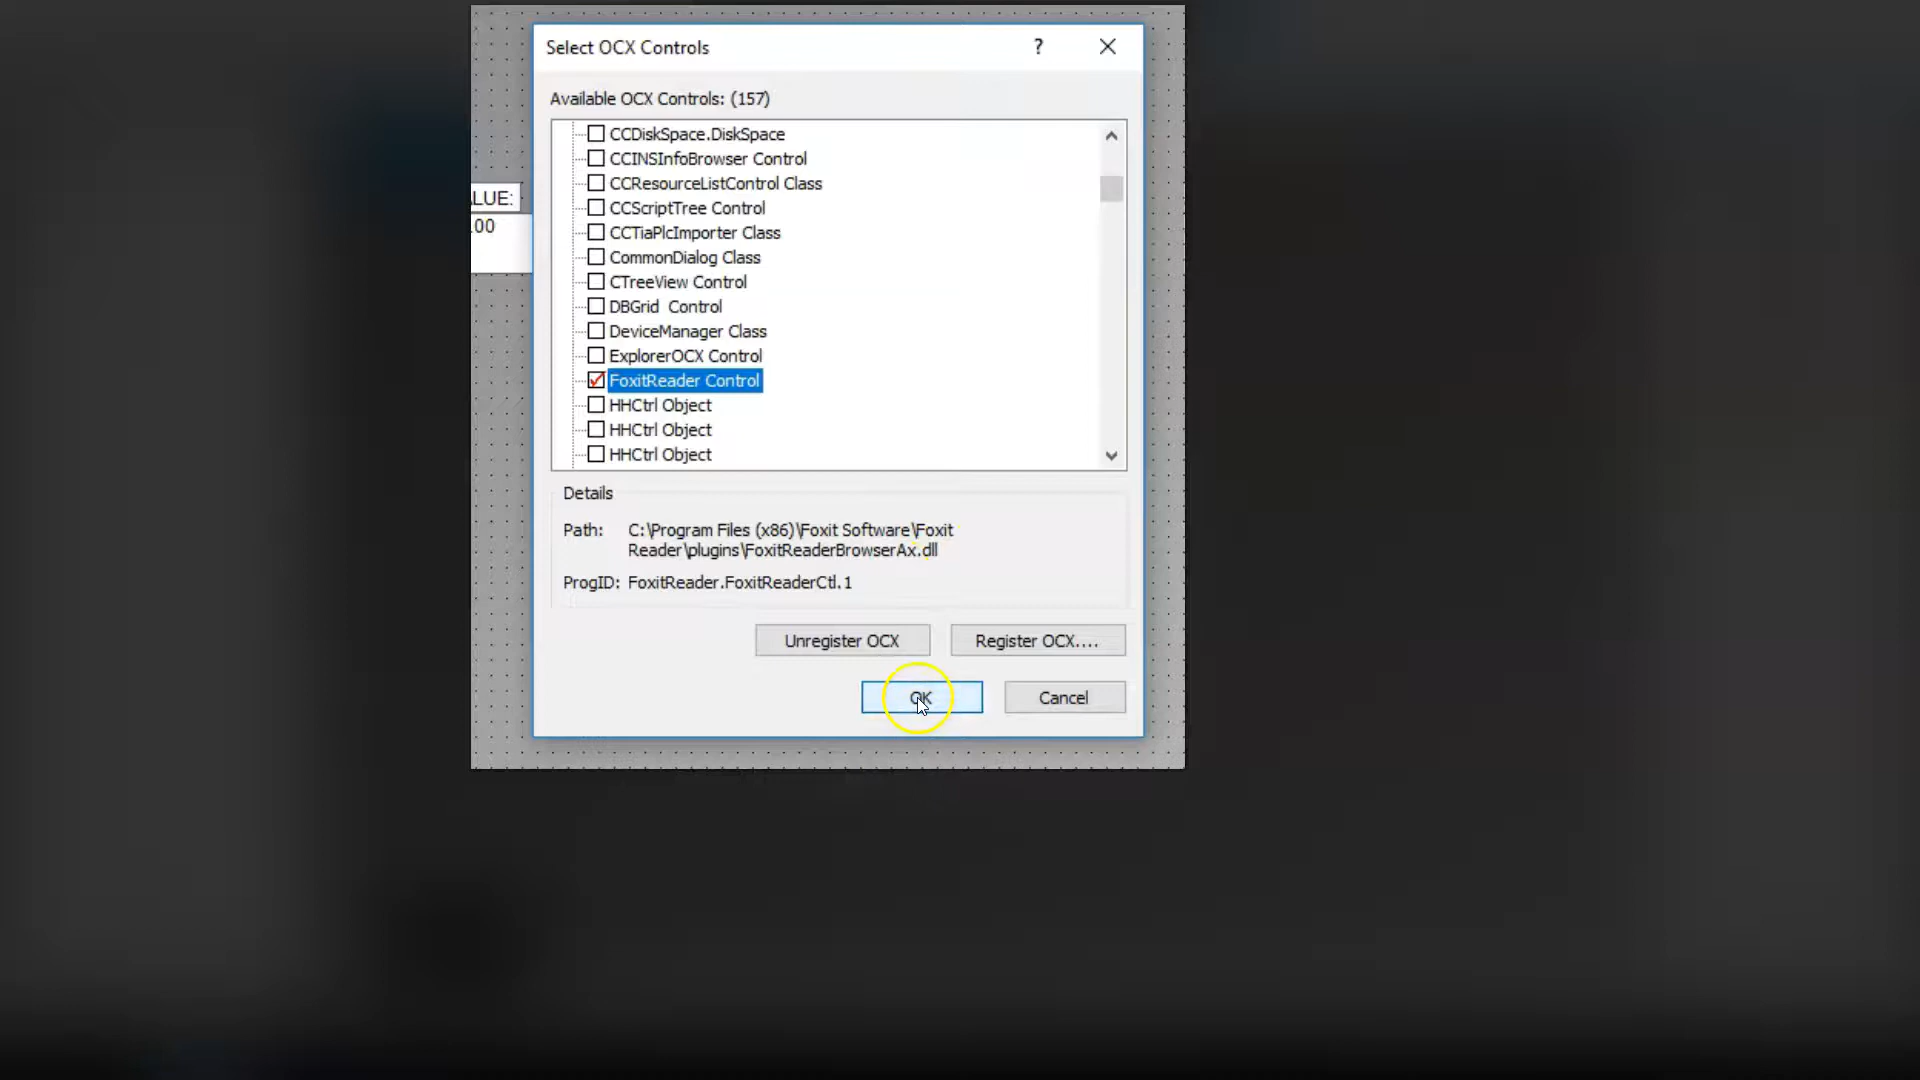 Select OCX Controls
?
Available OCX Controls: (157)
CCDiskSpace.DiskSpace
CCINSInfoBrowser Control
CCResourceListControl Class
CCScriptTree Control
CCTiaPlcImporter Class
CommonDialog Class
CTreeView Control
DBGrid  Control
DeviceManager Class
ExplorerOCX Control
FoxitReader Control
HHCtrl Object
HHCtrl Object
HHCtrl Object
LUE:
.00
Details
Path: C:\Program Files (x86)\Foxit Software\Foxit
Reader\plugins\FoxitReaderBrowserAx.dll
ProgID: FoxitReader.FoxitReaderCtl.1
Unregister OCX
Register OCX....
OK
Cancel